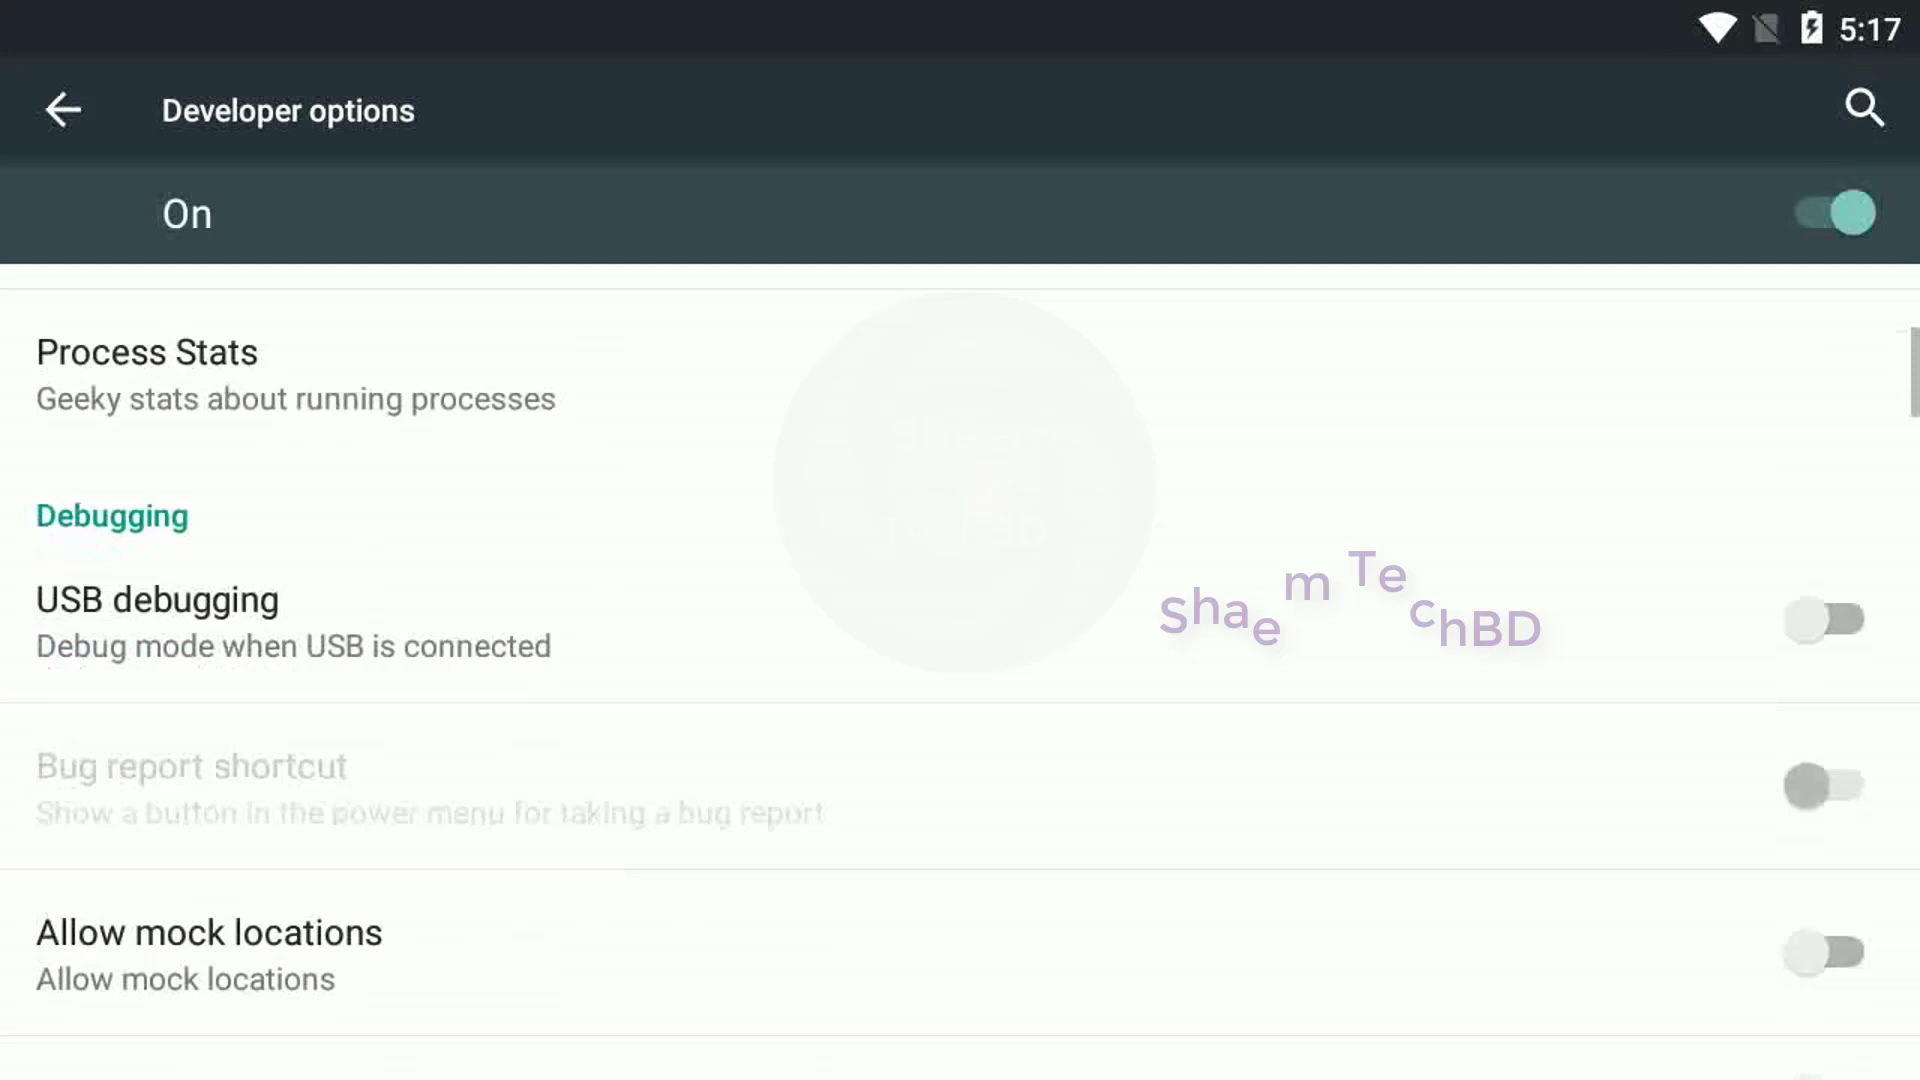 5:17
Developer options
On
Process Stats
Geeky stats about running processes
Debugging
USB debugging
Debug mode when USB is connected
Shaem TechBD
Bug report shortcut
Show a button in the power menu for taking a bug report
Allow mock locations
Allow mock locations